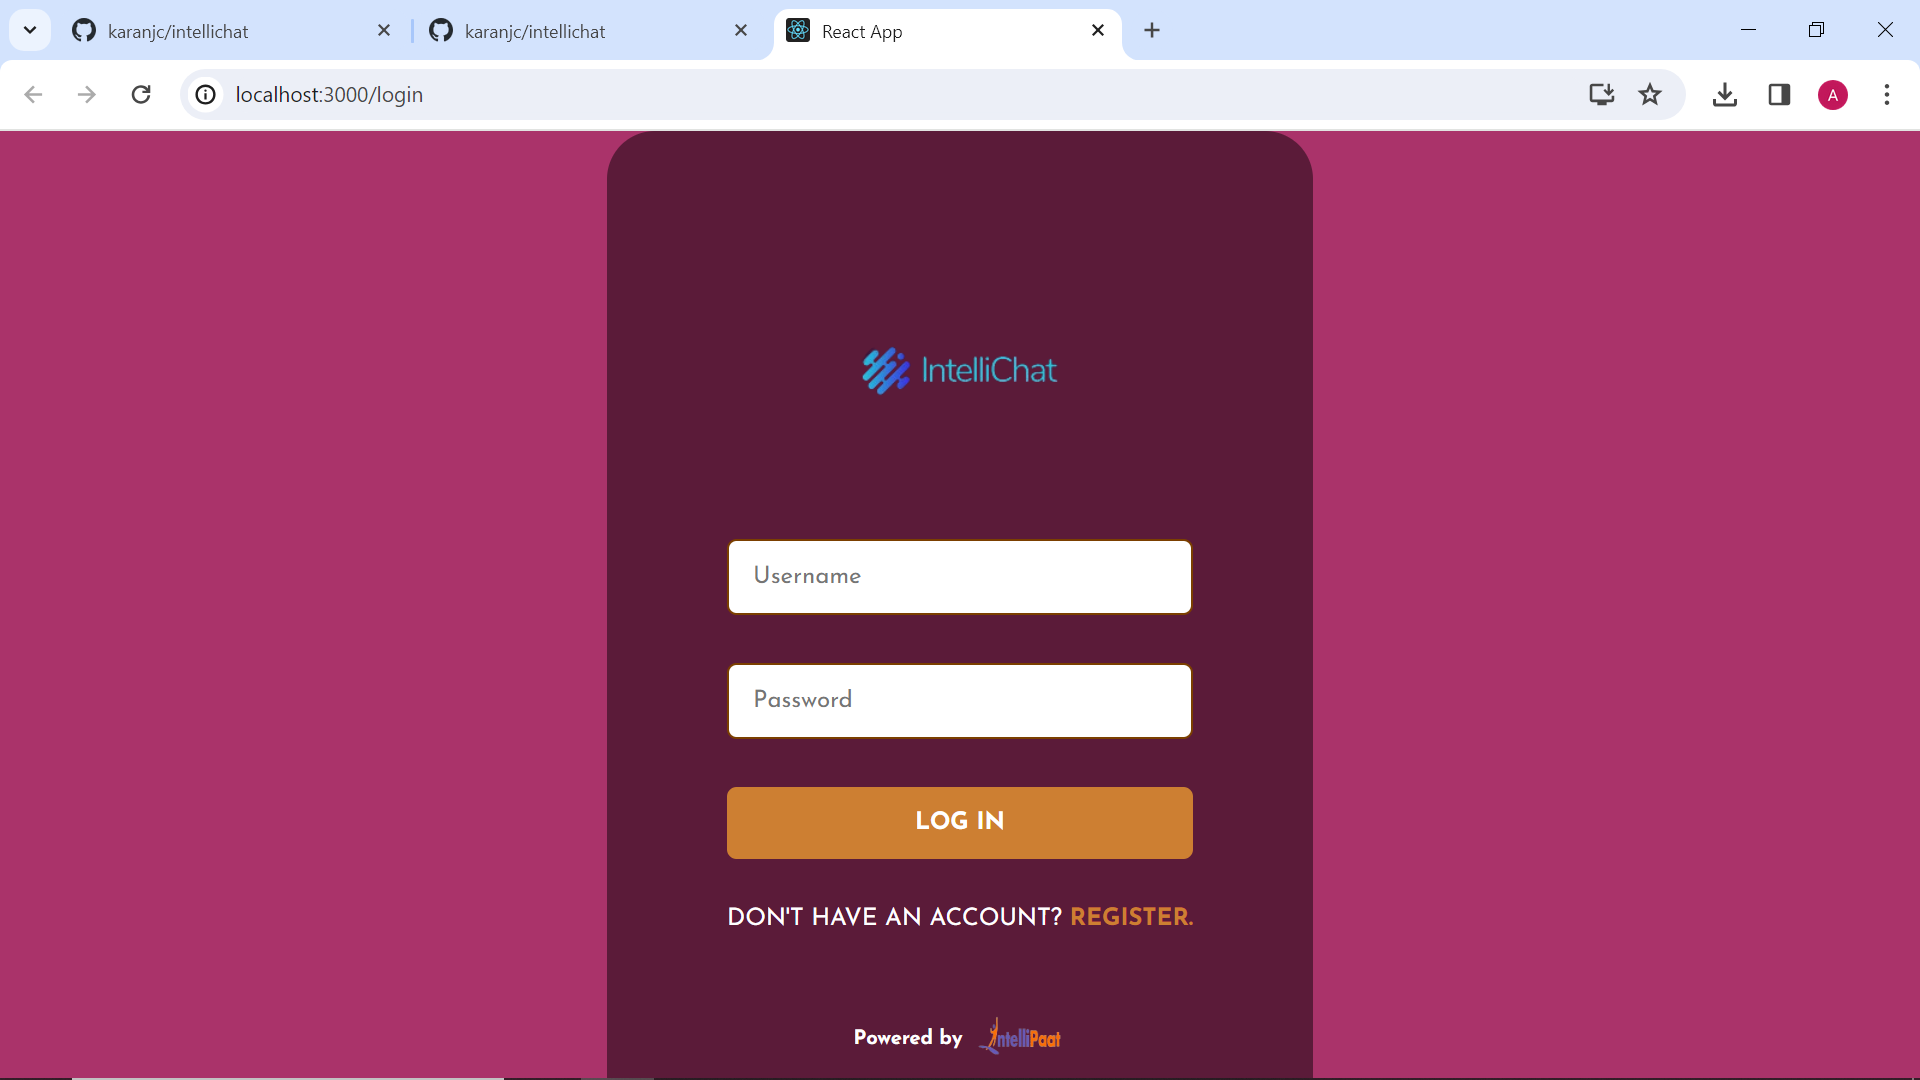 karanjc/intellichat
karanjc/intellichat
React App
localhost:3000/login
A
IntelliChat
Username
Password
LOG IN
DON'T HAVE AN ACCOUNT? REGISTER.
Powered by IntelliPaat